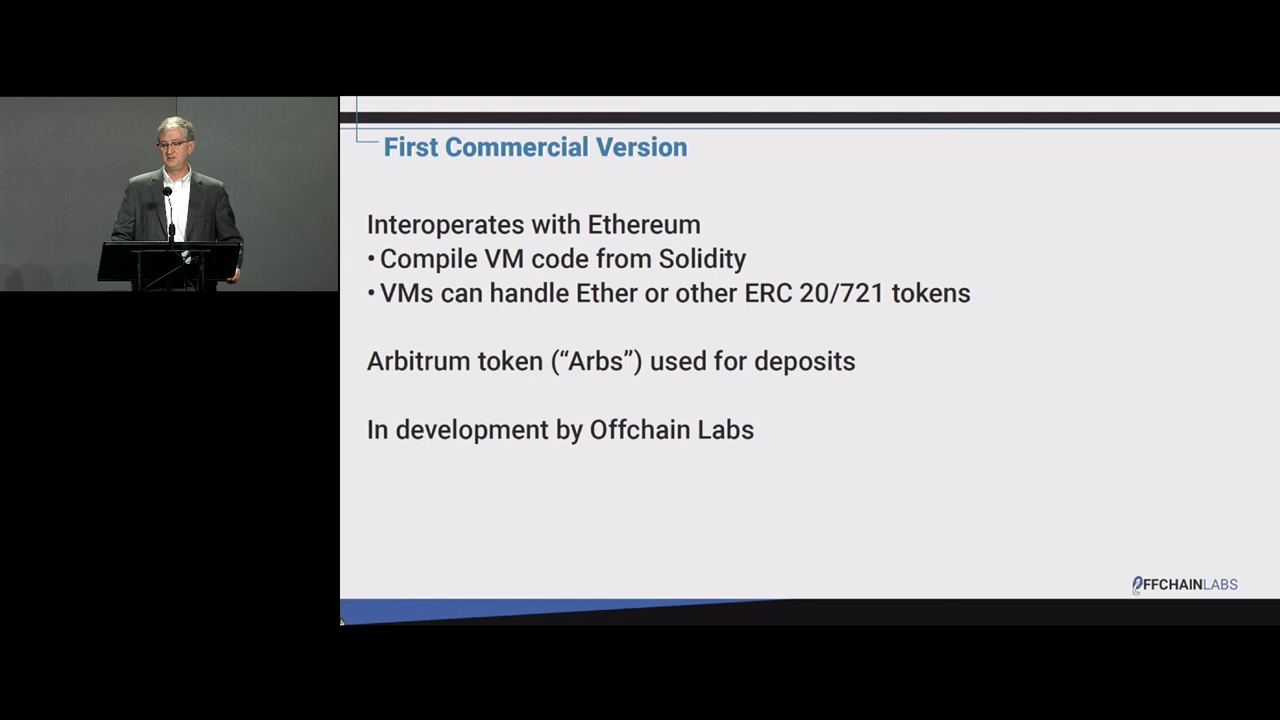 First Commercial Version
Interoperates with Ethereum
• Compile VM code from Solidity
• VMs can handle Ether or other ERC 20/721 tokens
Arbitrum token (“Arbs”) used for deposits
In development by Offchain Labs
OFFCHAINLABS